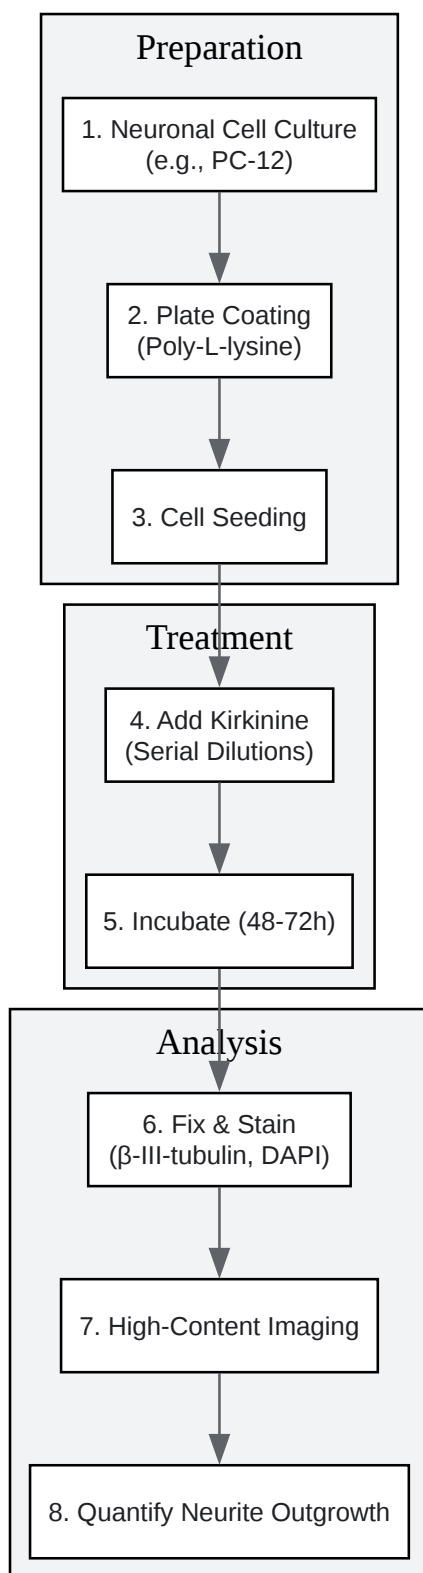 Preparation
1. Neuronal Cell Culture
(e.g., PC-12)
2. Plate Coating
(Poly-L-lysine)
3. Cell Seeding
Treatment
4. Add Kirkinine
(Serial Dilutions)
5. Incubate (48-72h)
Analysis
6. Fix & Stain
(β-III-tubulin, DAPI)
7. High-Content Imaging
8. Quantify Neurite Outgrowth